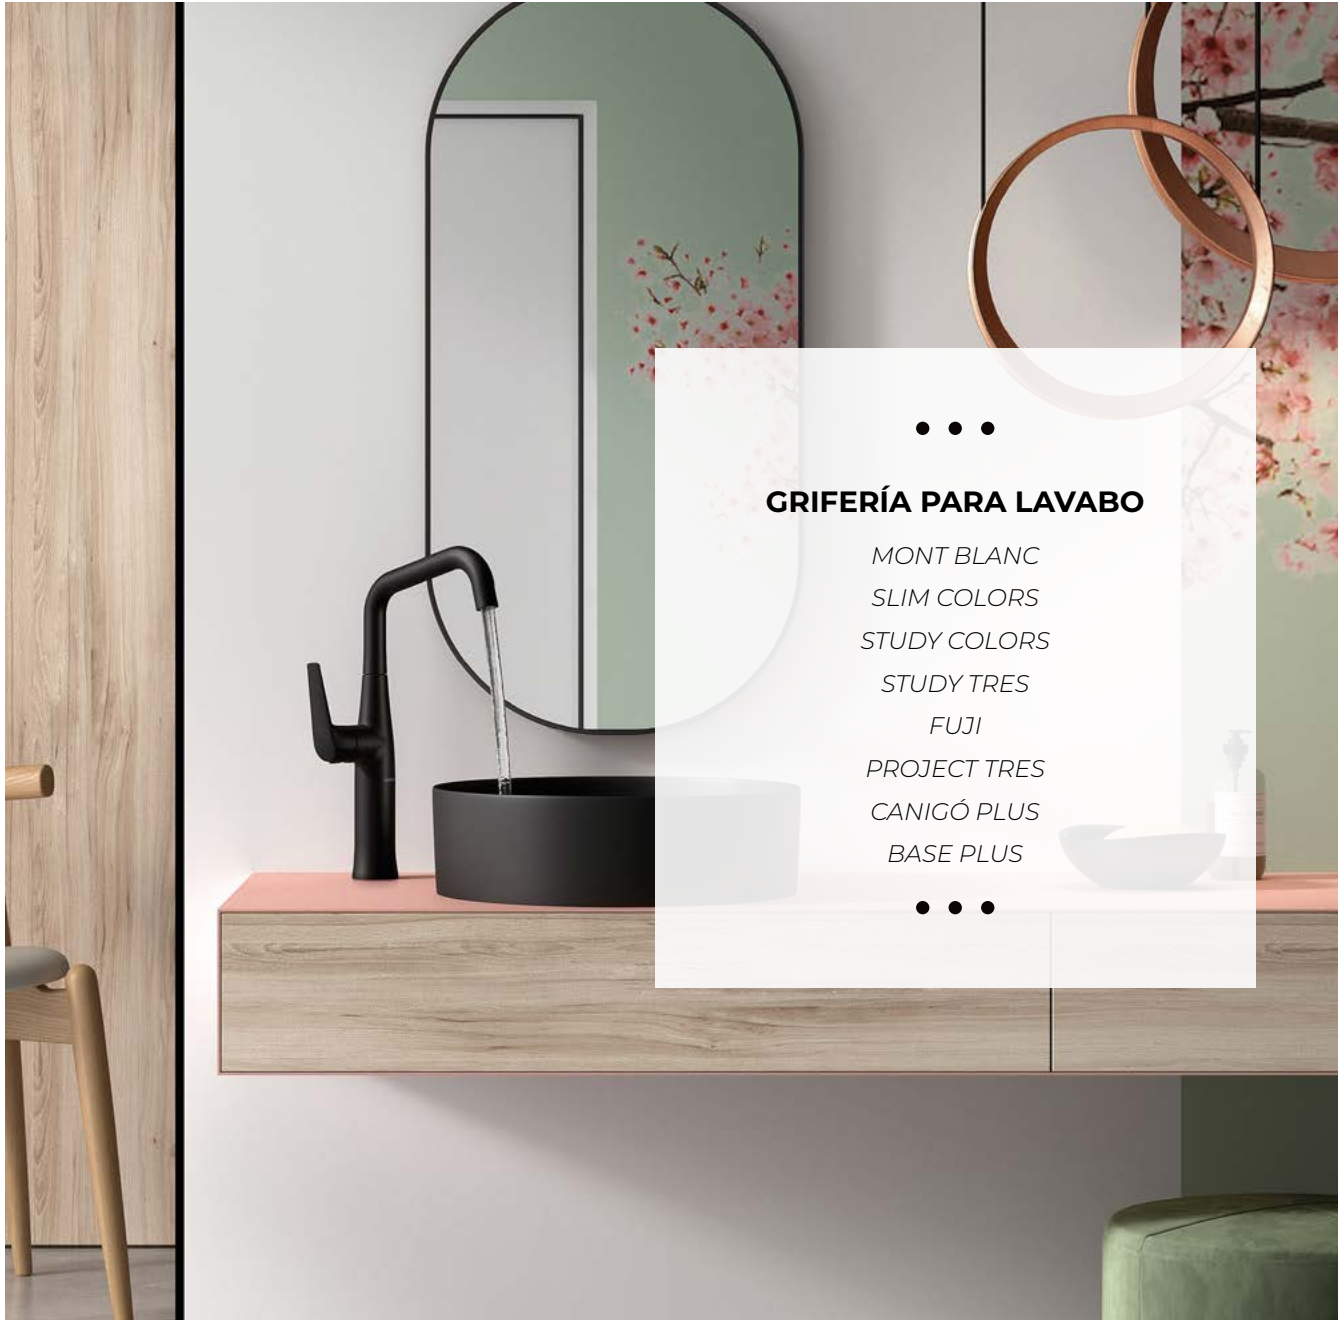 GRIFERÍA PARA LAVABO
MONT BLANC
SLIM COLORS
STUDY COLORS
STUDY TRES
FUJI
PROJECT TRES
CANIGÓ PLUS
BASE PLUS